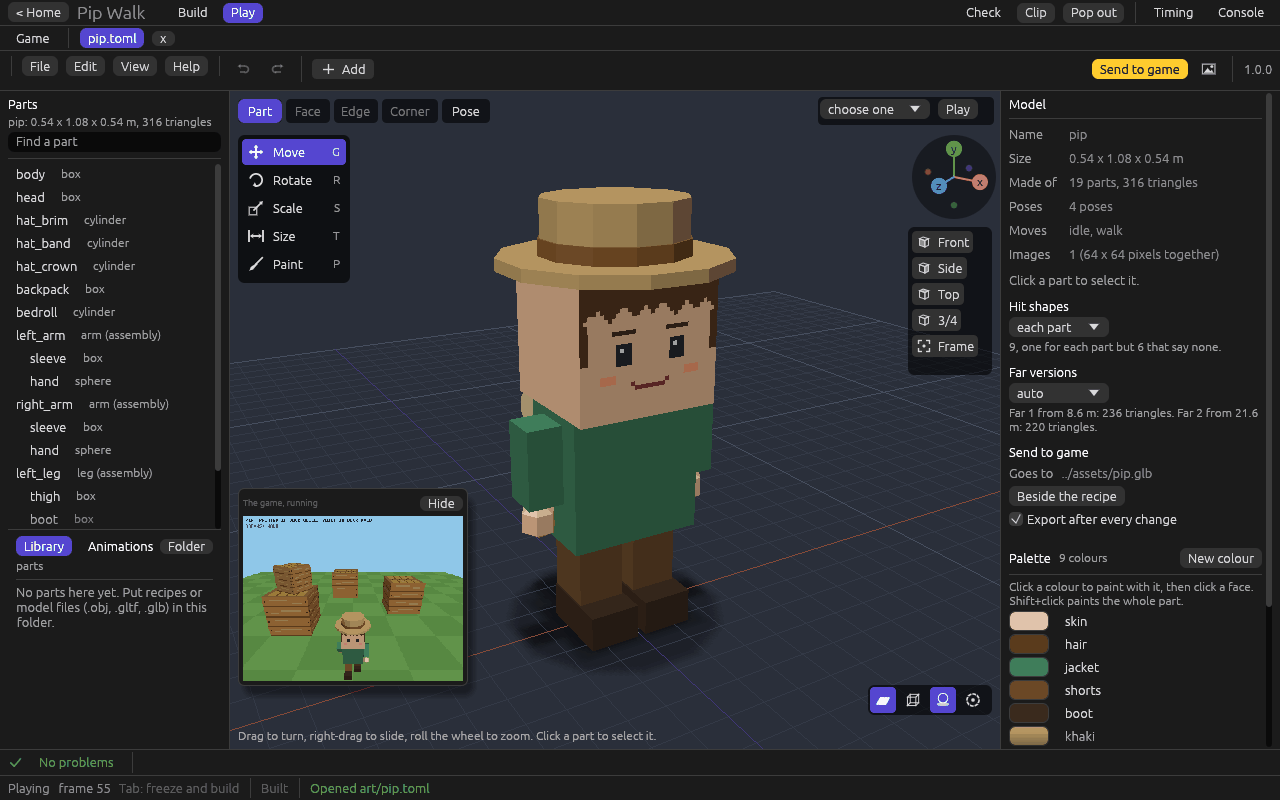 < Home Pip Walk Build Play Check Clip Pop out Timing Console
Game pip.toml x
File Edit View Help + Add Send to game 1.0.0
Parts
pip: 0.54 x 1.08 x 0.54 m, 316 triangles
Find a part
body box
head box
hat_brim cylinder
hat_band cylinder
hat_crown cylinder
backpack box
bedroll cylinder
left_arm arm (assembly)
sleeve box
hand sphere
right_arm arm (assembly)
sleeve box
hand sphere
left_leg leg (assembly)
thigh box
boot box
Library Animations Folder
parts
No parts here yet. Put recipes or
model files (.obj, .gltf, .glb) in this
folder.
Part Face Edge Corner Pose
choose one Play
Move G
Rotate R
Scale S
Size T
Paint P
y
x
z
Front
Side
Top
3/4
Frame
The game, running Hide
Drag to turn, right-drag to slide, roll the wheel to zoom. Click a part to select it.
Model
Name pip
Size 0.54 x 1.08 x 0.54 m
Made of 19 parts, 316 triangles
Poses 4 poses
Moves idle, walk
Images 1 (64 x 64 pixels together)
Click a part to select it.
Hit shapes
each part
9, one for each part but 6 that say none.
Far versions
auto
Far 1 from 8.6 m: 236 triangles. Far 2 from 21.6
m: 220 triangles.
Send to game
Goes to ../assets/pip.glb
Beside the recipe
Export after every change
Palette 9 colours New colour
Click a colour to paint with it, then click a face.
Shift+click paints the whole part.
skin
hair
jacket
shorts
boot
khaki
No problems
Playing frame 55 Tab: freeze and build Built Opened art/pip.toml